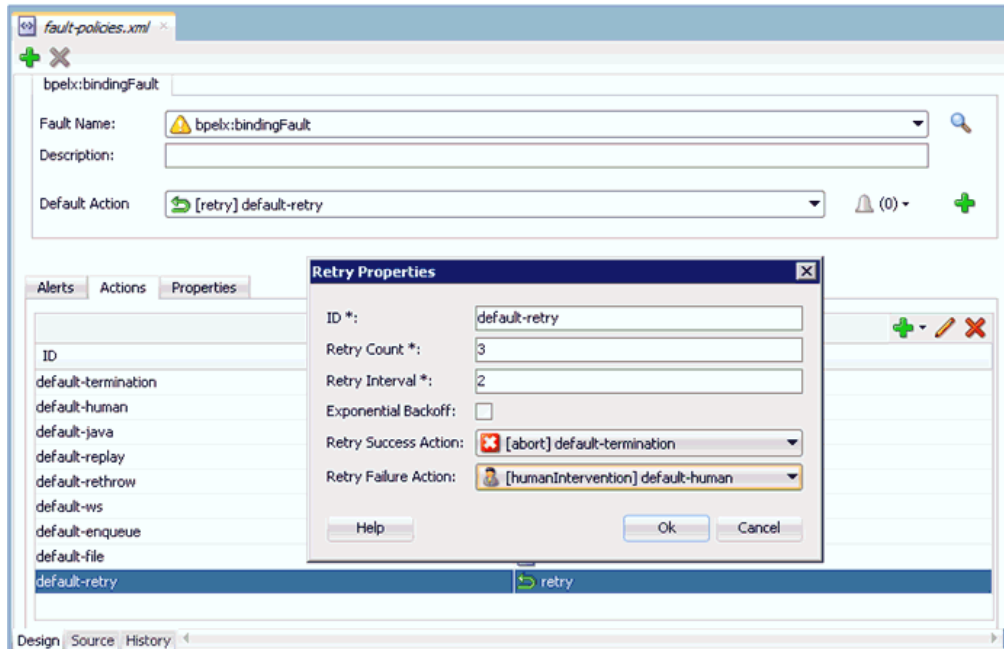 fault-policies.xml
bpelx:bindingFault
Fault Name: bpelx:bindingFault
Description:
Default Action [retry] default-retry (0)
Alerts Actions Properties
Retry Properties
ID *: default-retry
Retry Count *: 3
Retry Interval *: 2
Exponential Backoff:
Retry Success Action: [abort] default-termination
Retry Failure Action: [humanIntervention] default-human
Help Ok Cancel
ID
default-termination
default-human
default-java
default-replay
default-rethrow
default-ws
default-enqueue
default-file
default-retry retry
Design Source History